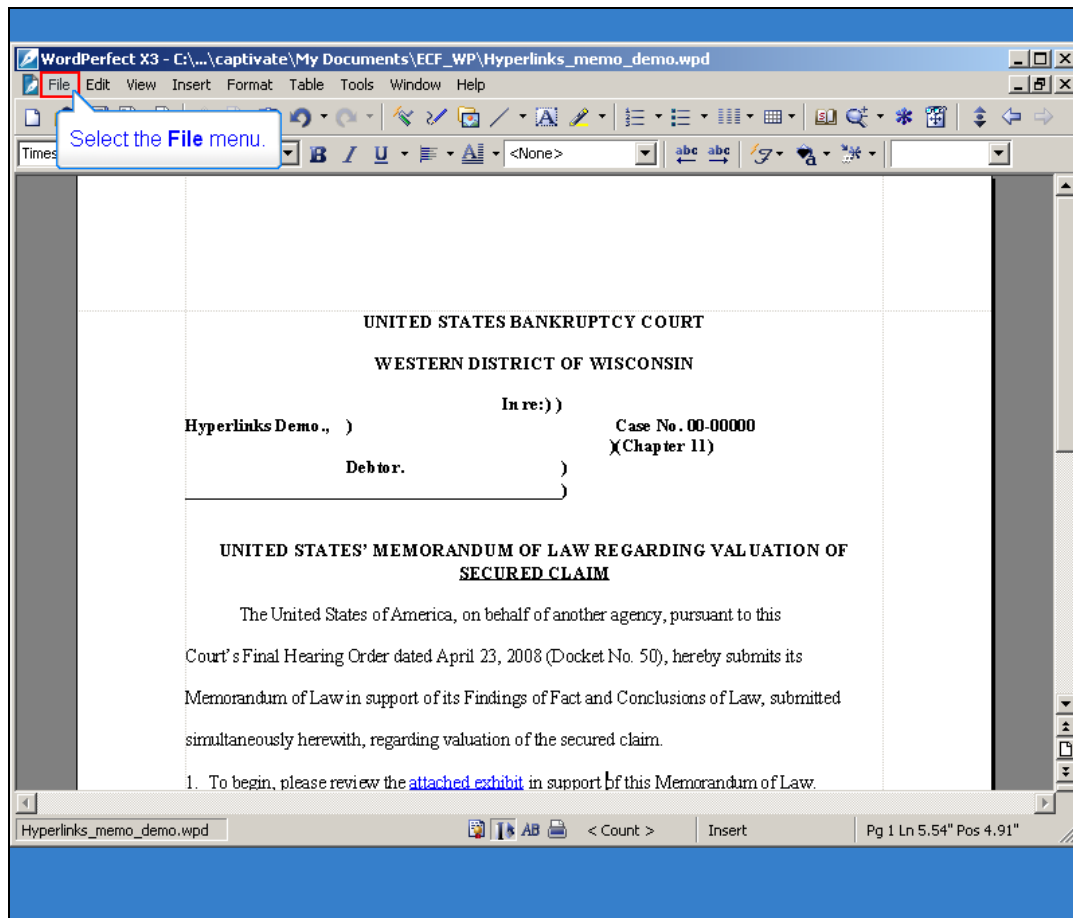 WordPerfect X3 - C:\...\captivate\My Documents\ECF_WP\Hyperlinks_memo_demo.wpd
File Edit View Insert Format Table Tools Window Help
Select the File menu.
Times
B I U A <None> abc abc
UNITED STATES BANKRUPTCY COURT
WESTERN DISTRICT OF WISCONSIN
In re:) )
Hyperlinks Demo., ) Case No. 00-00000
)(Chapter 11)
Debtor. )
)
UNITED STATES' MEMORANDUM OF LAW REGARDING VALUATION OF
SECURED CLAIM
The United States of America, on behalf of another agency, pursuant to this
Court's Final Hearing Order dated April 23, 2008 (Docket No. 50), hereby submits its
Memorandum of Law in support of its Findings of Fact and Conclusions of Law, submitted
simultaneously herewith, regarding valuation of the secured claim.
1. To begin, please review the attached exhibit in support of this Memorandum of Law.
Hyperlinks_memo_demo.wpd AB < Count > Insert Pg 1 Ln 5.54" Pos 4.91"